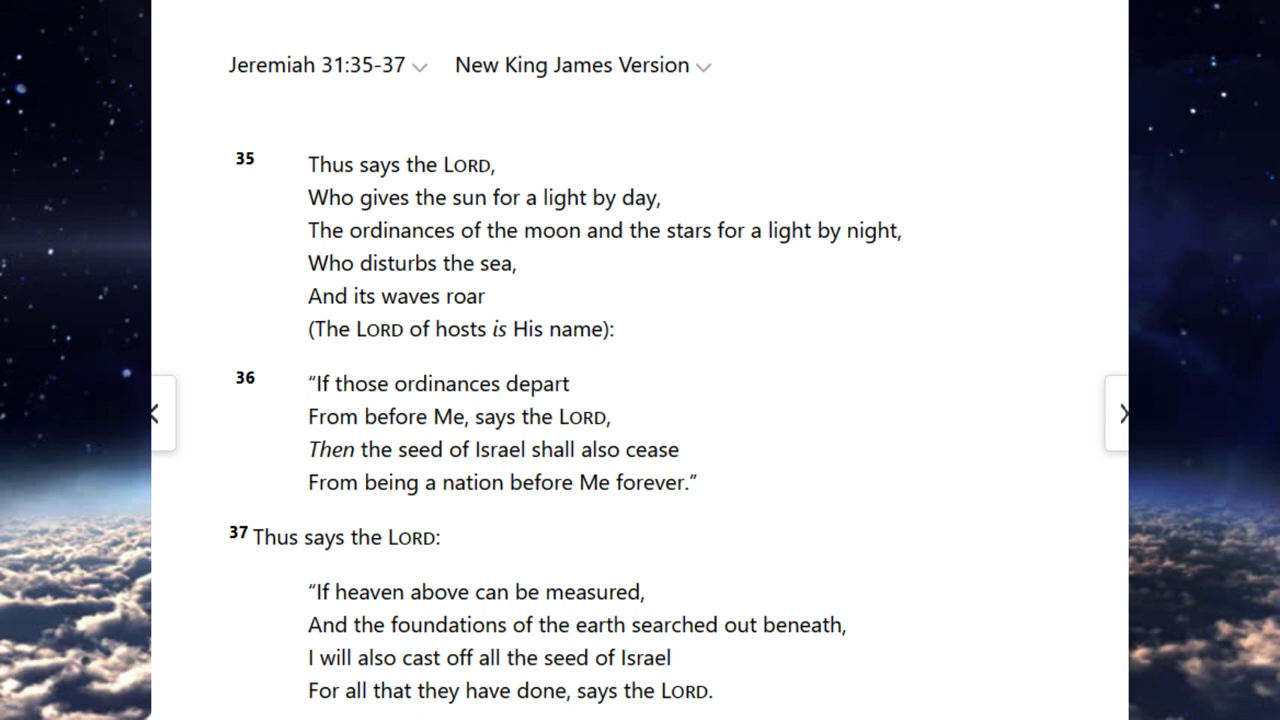 Jeremiah 31:35-37 New King James Version
35 Thus says the LORD,
Who gives the sun for a light by day,
The ordinances of the moon and the stars for a light by night,
Who disturbs the sea,
And its waves roar
(The LORD of hosts is His name):
36 “If those ordinances depart
From before Me, says the LORD,
Then the seed of Israel shall also cease
From being a nation before Me forever.”
37 Thus says the LORD:
“If heaven above can be measured,
And the foundations of the earth searched out beneath,
I will also cast off all the seed of Israel
For all that they have done, says the LORD.